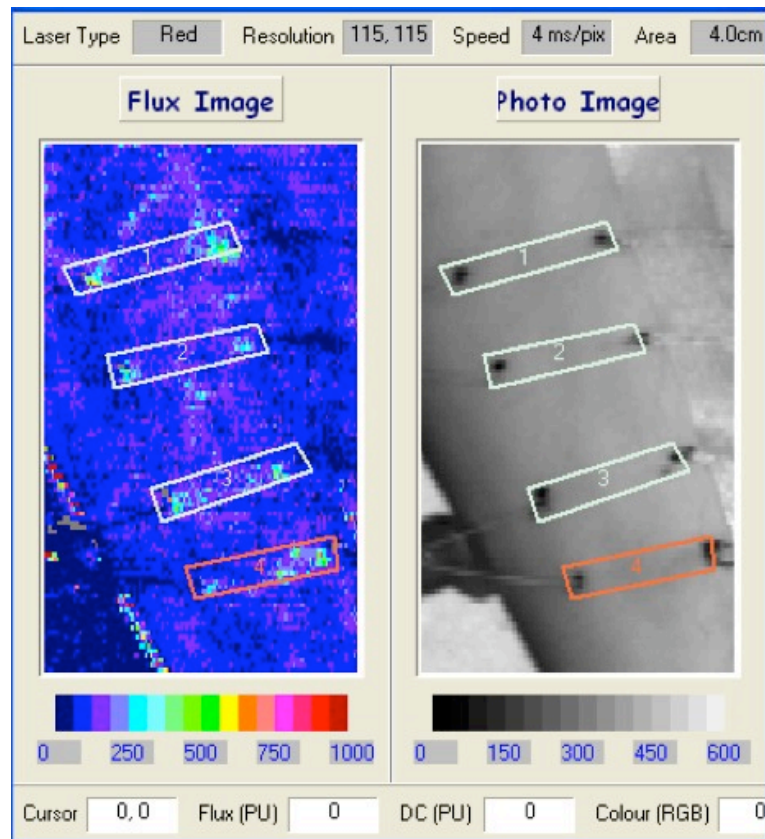 Laser Type Red Resolution 115, 115 Speed 4 ms/pix Area 4.0cm
Flux Image Photo Image
1 1
2 2
3 3
4 4
0 250 500 750 1000 0 150 300 450 600
Cursor 0, 0 Flux (PU) 0 DC (PU) 0 Colour (RGB) 0